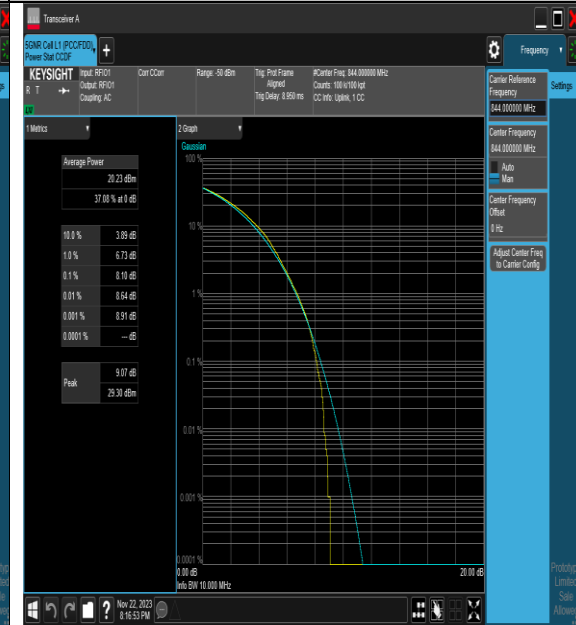 Transceiver A
5GNR Cell L1 (PCC/FDD),
Power Stat CCDF
Frequency
KEYSIGHT
R T
Input: RFIO1
Output: RFIO1
Coupling: AC
Corr CCorr
Range: -50 dBm
Trig: Prot Frame
Aligned
Trig Delay: 8.950 ms
#Center Freq: 844.000000 MHz
Counts: 100 k/100 kpt
CC Info: Uplink, 1 CC
Carrier Reference
Frequency
844.000000 MHz
Settings
Center Frequency
844.000000 MHz
Auto
Man
Center Frequency
Offset
0 Hz
Adjust Center Freq
to Carrier Config
1 Metrics
Average Power
20.23 dBm
37.08 % at 0 dB
10.0 % 3.89 dB
1.0 % 6.73 dB
0.1 % 8.10 dB
0.01 % 8.64 dB
0.001 % 8.91 dB
0.0001 % --- dB
Peak
9.07 dB
29.30 dBm
2 Graph
Gaussian
100 %
10 %
1 %
0.1 %
0.01 %
0.001 %
0.0001 %
0.00 dB
20.00 dB
Info BW 10.000 MHz
Nov 22, 2023
8:16:53 PM